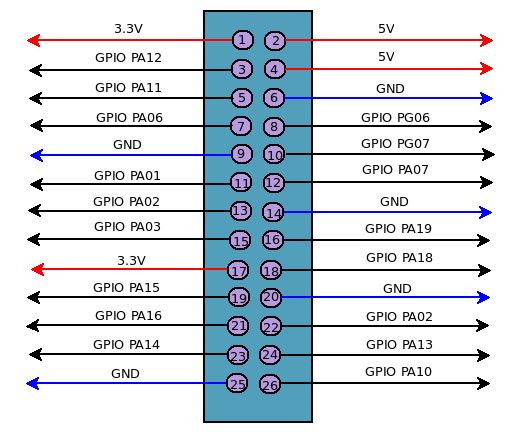 3.3V 1 2 5V
GPIO PA12 3 4 5V
GPIO PA11 5 6 GND
GPIO PA06 7 8 GPIO PG06
GND 9 10 GPIO PG07
GPIO PA01 11 12 GPIO PA07
GPIO PA02 13 14 GND
GPIO PA03 15 16 GPIO PA19
3.3V 17 18 GPIO PA18
GPIO PA15 19 20 GND
GPIO PA16 21 22 GPIO PA02
GPIO PA14 23 24 GPIO PA13
GND 25 26 GPIO PA10